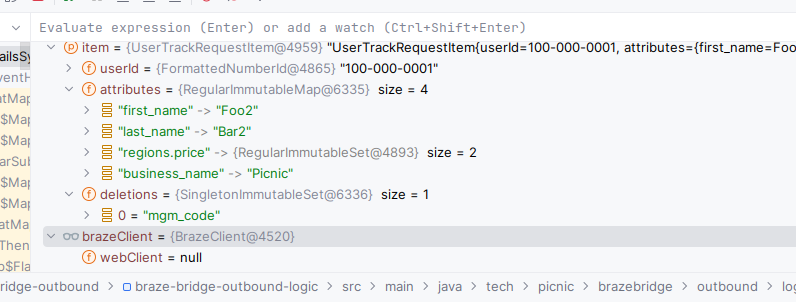 Evaluate expression (Enter) or add a watch (Ctrl+Shift+Enter)
item = {UserTrackRequestItem@4959} "UserTrackRequestItem{userId=100-000-0001, attributes={first_name=Foo
userId = {FormattedNumberId@4865} "100-000-0001"
attributes = {RegularImmutableMap@6335} size = 4
"first_name" -> "Foo2"
"last_name" -> "Bar2"
"regions.price" -> {RegularImmutableSet@4893} size = 2
"business_name" -> "Picnic"
deletions = {SingletonImmutableSet@6336} size = 1
0 = "mgm_code"
brazeClient = {BrazeClient@4520}
webClient = null
ailsSy
ventH
atMap
$Map
$Map
arSub
$Map
$Map
atMap
Then
o$Fla
ridge-outbound > braze-bridge-outbound-logic > src > main > java > tech > picnic > brazebridge > outbound > log